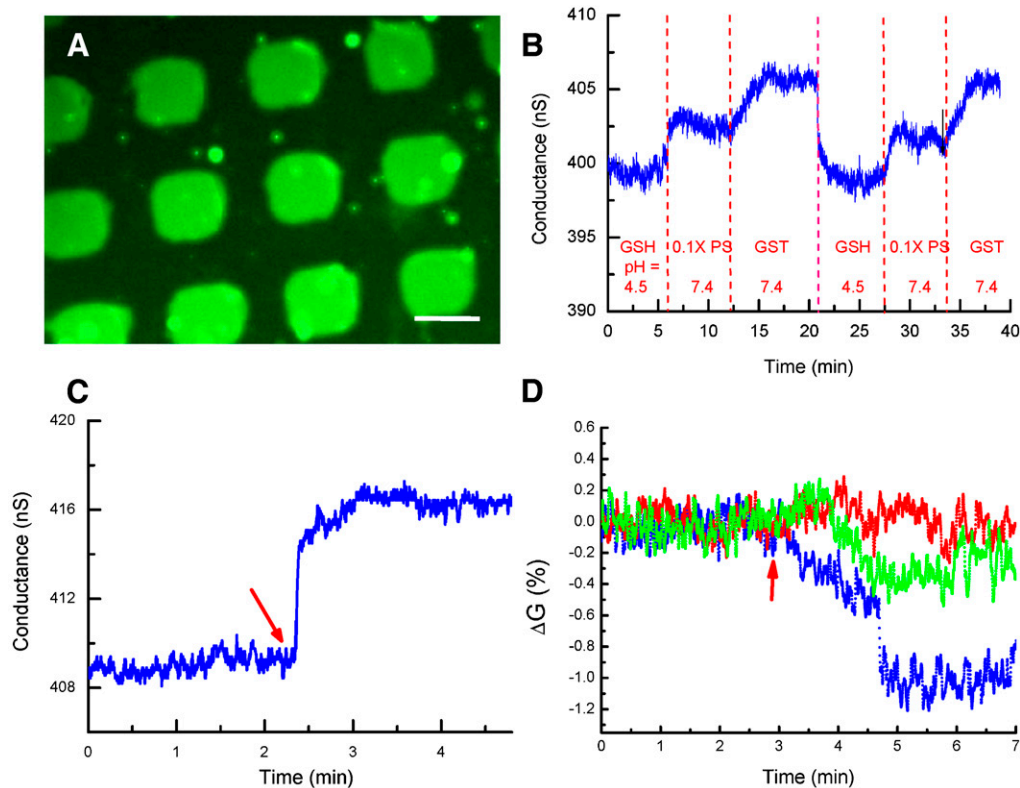 A
B
Conductance (nS)
405
400
395
390
GSH 0.1X PS GST GSH 0.1X PS GST
pH =
4.5 7.4 7.4 4.5 7.4 7.4
0 5 10 15 20 25 30 35 40
Time (min)
C
Conductance (nS)
420
416
412
408
0 1 2 3 4
Time (min)
D
ΔG (%)
0.6
0.4
0.2
0.0
-0.2
-0.4
-0.6
-0.8
-1.0
-1.2
0 1 2 3 4 5 6 7
Time (min)